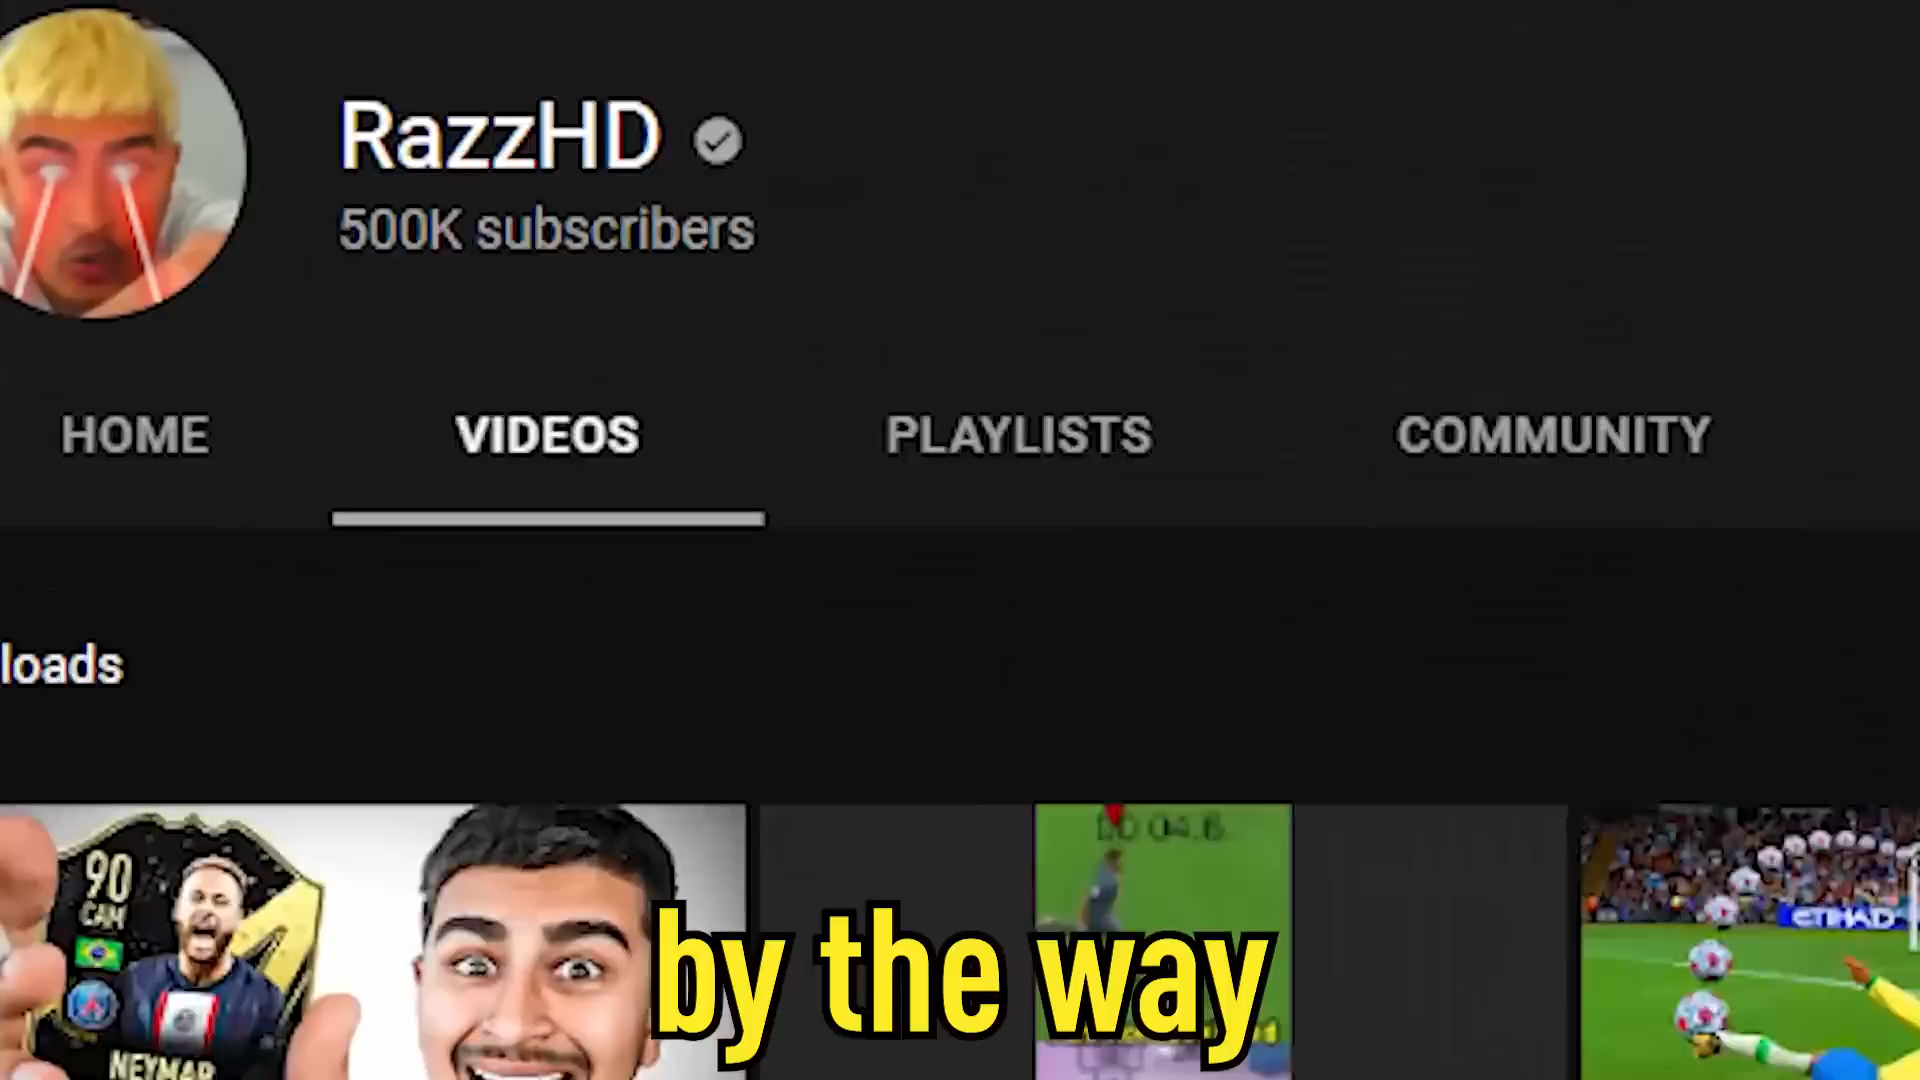 RazzHD
500K subscribers
HOME VIDEOS PLAYLISTS COMMUNITY
loads
90
CAM
NEYMAR
ETIHAD
by the way